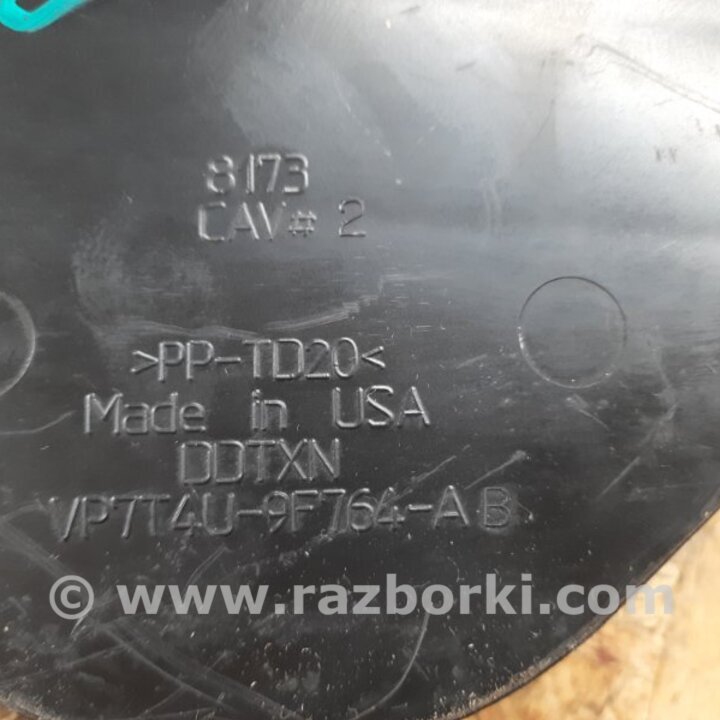 8173
CAV# 2
>PP-TD20<
Made in USA
DDTXN
VP7T4U-9F764-AB
© www.razborki.com